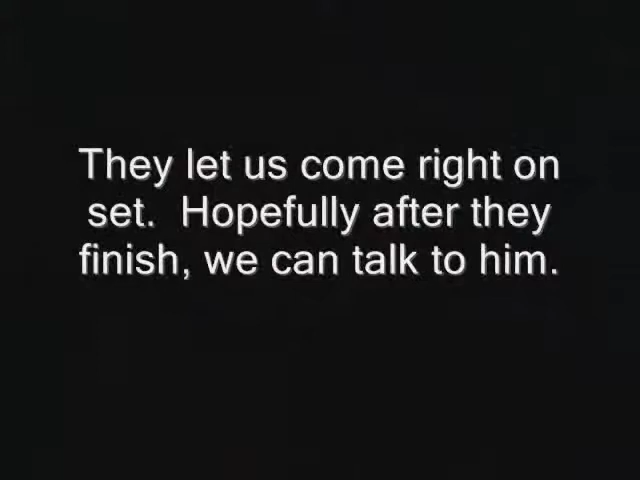 They let us come right on
set.  Hopefully after they
finish, we can talk to him.